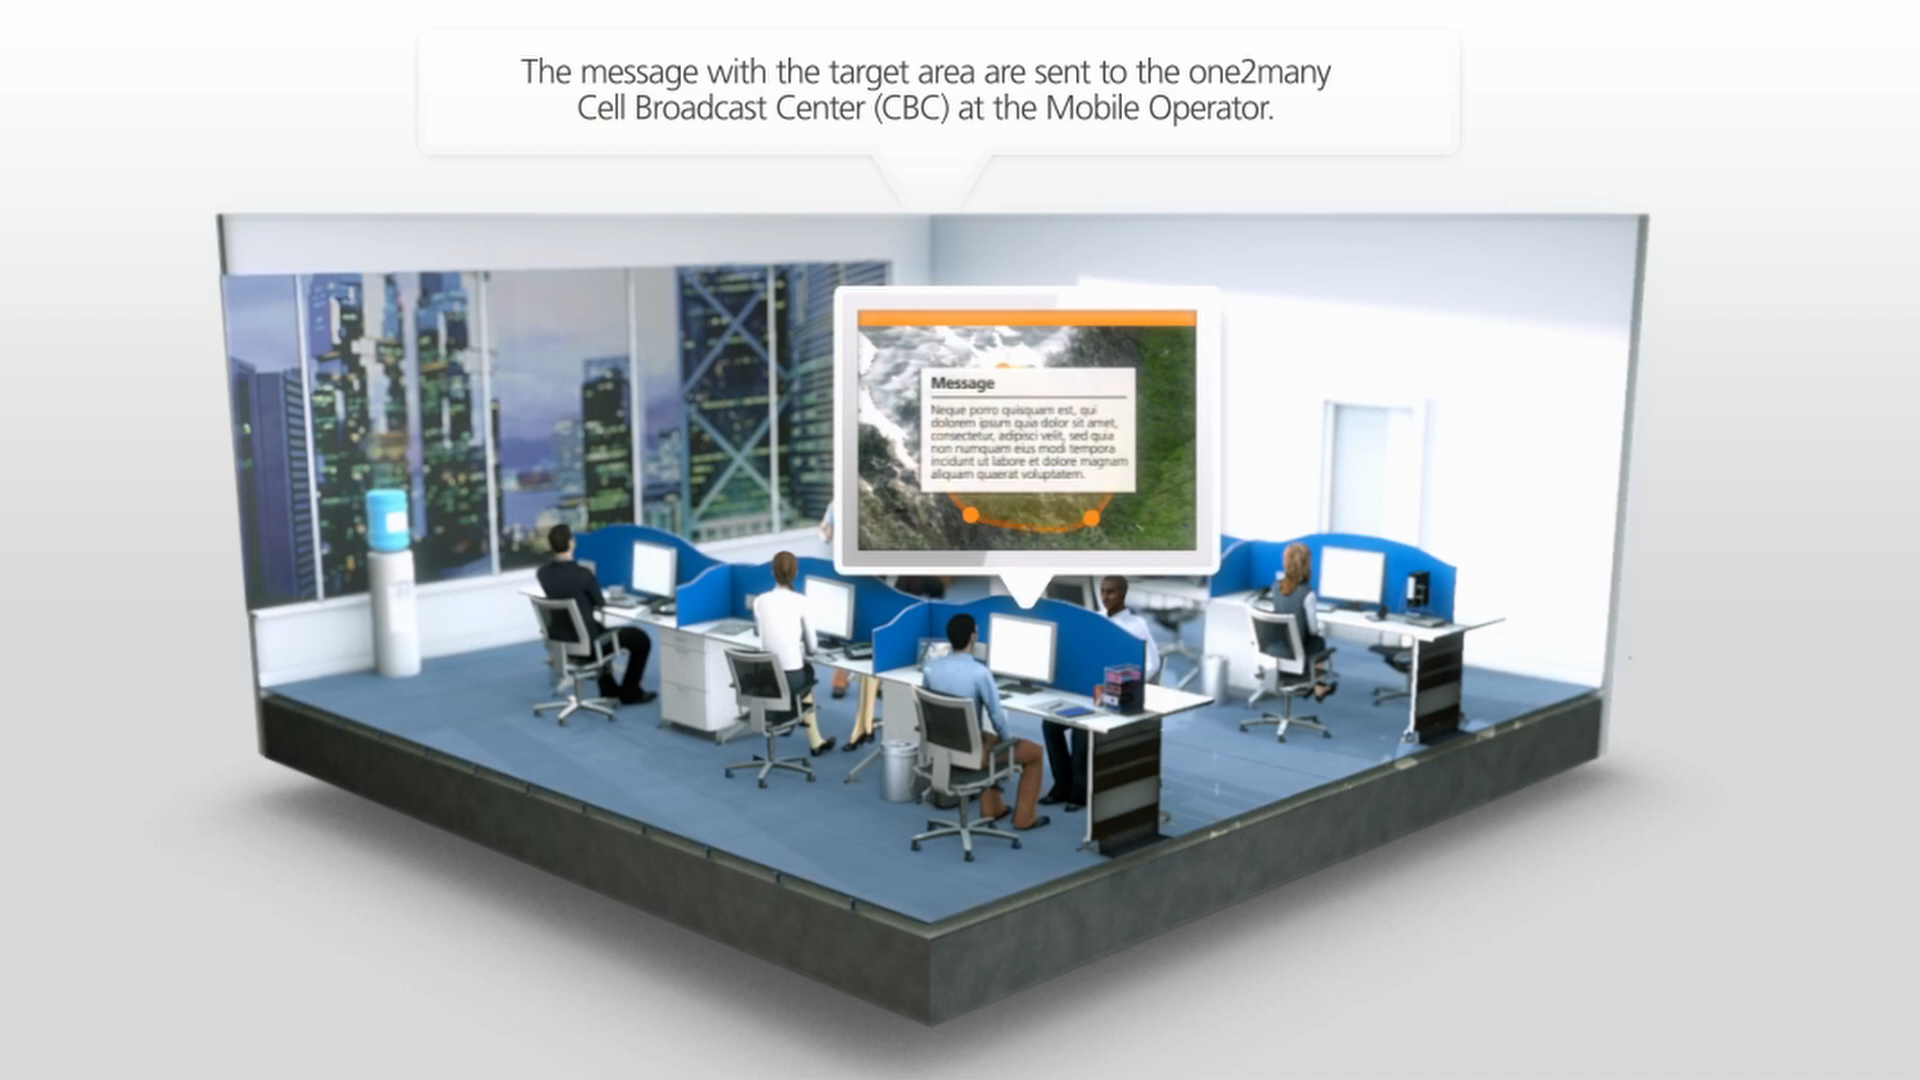 The message with the target area are sent to the one2many
Cell Broadcast Center (CBC) at the Mobile Operator.
Message
Neque porro quisquam est, qui
dolorem ipsum quia dolor sit amet,
consectetur, adipisci velit, sed quia
non numquam eius modi tempora
incidunt ut labore et dolore magnam
aliquam quaerat voluptatem.